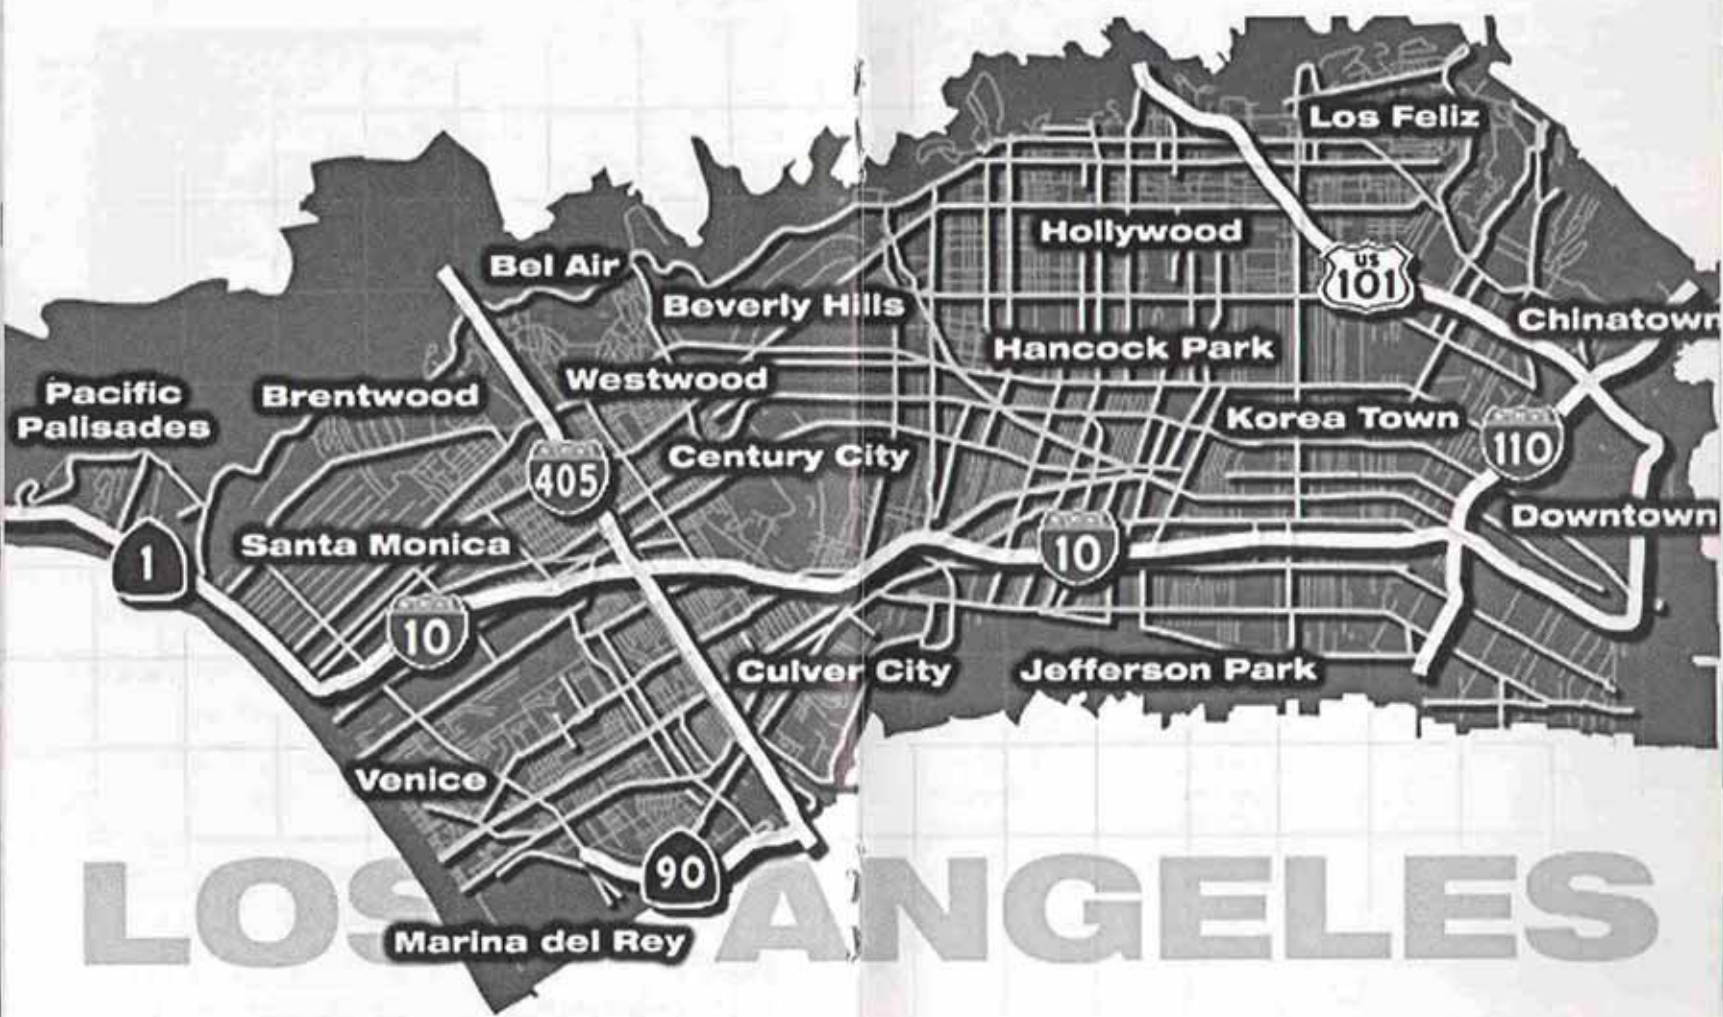 Los Feliz
Hollywood
Bel Air
US
101
Beverly Hills
Chinatown
Hancock Park
Westwood
Pacific
Palisades
Brentwood
Korea Town
110
Century City
405
Downtown
Santa Monica
1
10
10
Culver City
Jefferson Park
Venice
90
LOS ANGELES
Marina del Rey